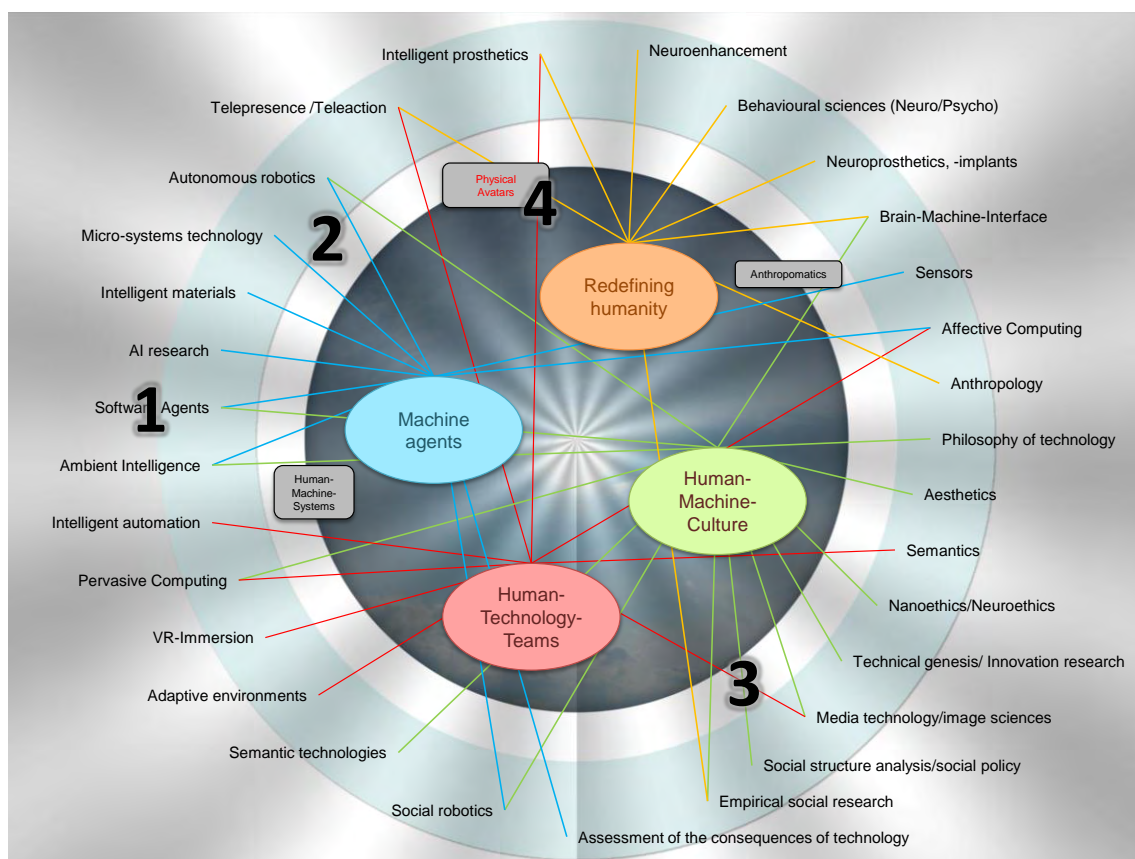 Intelligent prosthetics
Neuroenhancement
Telepresence /Teleaction
Behavioural sciences (Neuro/Psycho)
Autonomous robotics
Physical
Avatars
4
Neuroprosthetics, -implants
2
Micro-systems technology
Brain-Machine-Interface
Intelligent materials
Redefining
humanity
Anthropomatics
Sensors
AI research
Affective Computing
Software Agents
1
Machine
agents
Anthropology
Ambient Intelligence
Philosophy of technology
Human-
Machine-
Systems
Human-
Machine-
Culture
Aesthetics
Intelligent automation
Semantics
Pervasive Computing
Human-
Technology-
Teams
Nanoethics/Neuroethics
VR-Immersion
Technical genesis/ Innovation research
3
Adaptive environments
Media technology/image sciences
Semantic technologies
Social structure analysis/social policy
Social robotics
Empirical social research
Assessment of the consequences of technology